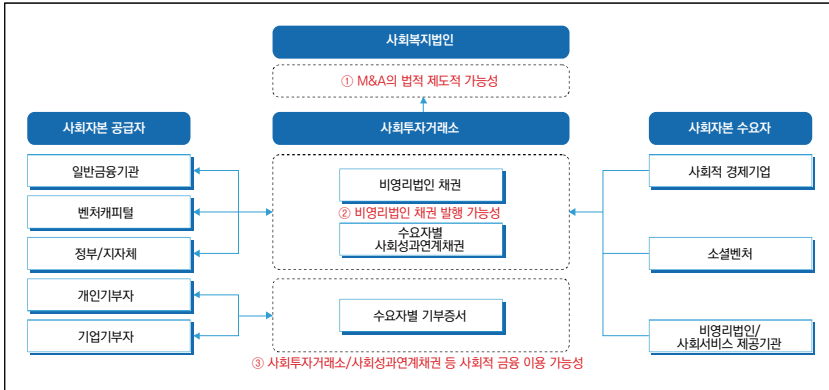 사회복지법인
① M&A의 법적 제도적 가능성
사회자본 공급자
사회투자거래소
사회자본 수요자
일반금융기관
벤처캐피털
정부/지자체
개인기부자
기업기부자
비영리법인 채권
② 비영리법인 채권 발행 가능성
수요자별
사회성과연계채권
수요자별 기부증서
③ 사회투자거래소/사회성과연계채권 등 사회적 금융 이용 가능성
사회적 경제기업
소셜벤처
비영리법인/
사회서비스 제공기관